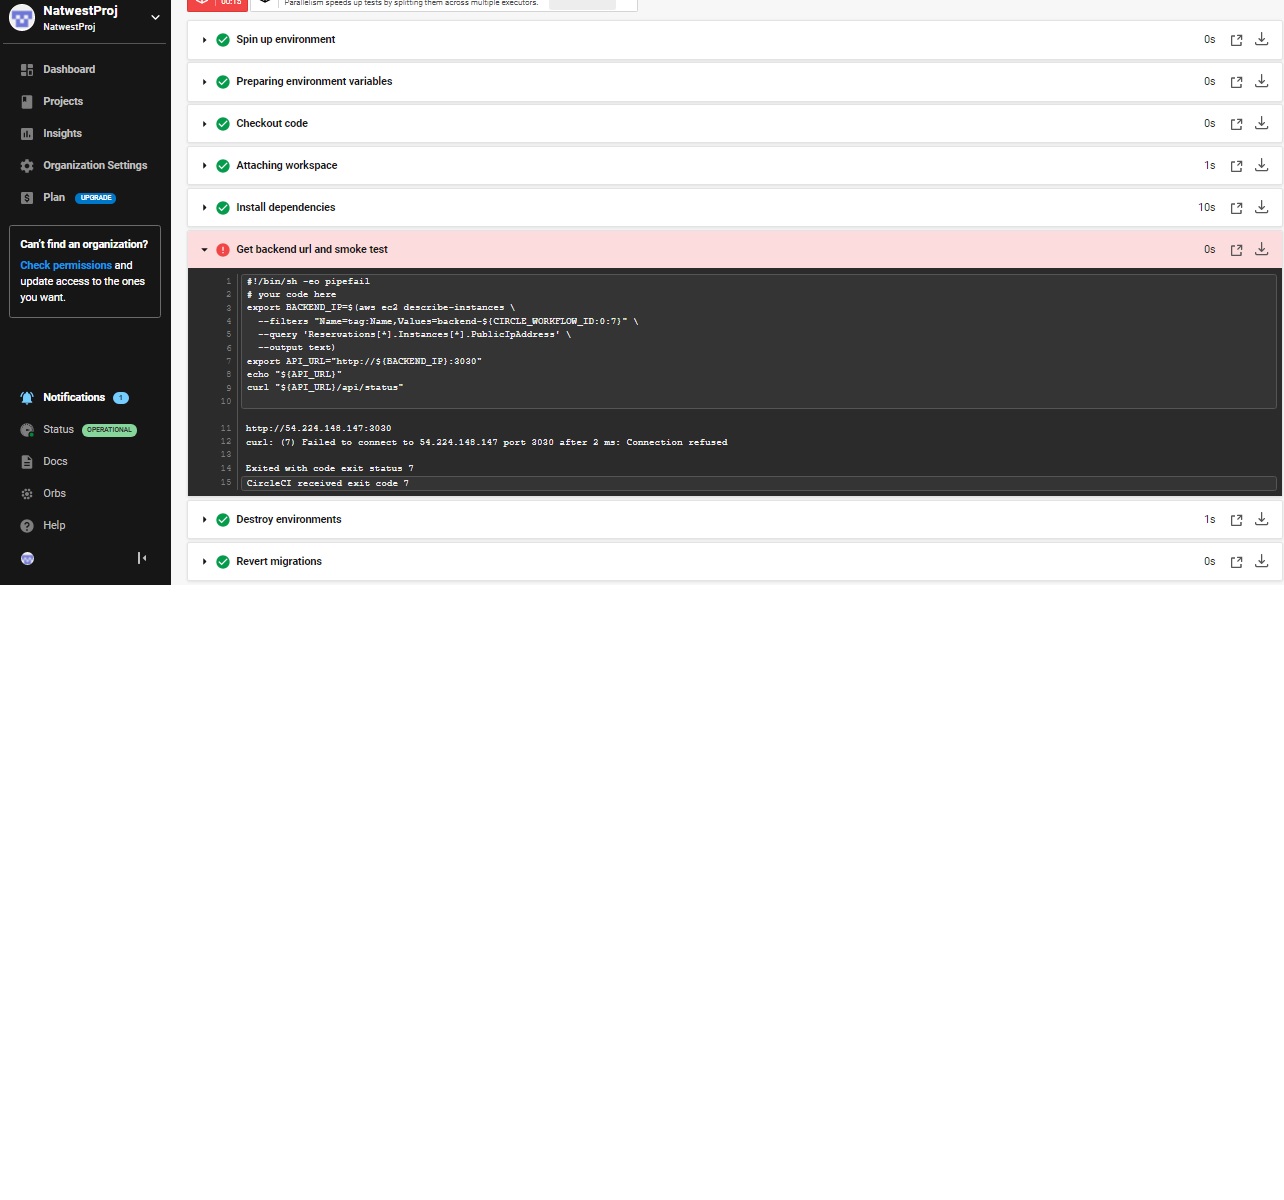 NatwestProj
NatwestProj
Dashboard
Projects
Insights
Organization Settings
Plan UPGRADE
Can't find an organization?
Check permissions and
update access to the ones
you want.
Notifications 1
Status OPERATIONAL
Docs
Orbs
Help
00:15
Parallelism speeds up tests by splitting them across multiple executors.
Spin up environment 0s
Preparing environment variables 0s
Checkout code 0s
Attaching workspace 1s
Install dependencies 10s
Get backend url and smoke test 0s
1 #!/bin/sh -eo pipefail
2 # your code here
3 export BACKEND_IP=$(aws ec2 describe-instances \
4 --filters "Name=tag:Name,Values=backend-${CIRCLE_WORKFLOW_ID:0:7}" \
5 --query 'Reservations[*].Instances[*].PublicIpAddress' \
6 --output text)
7 export API_URL="http://${BACKEND_IP}:3030"
8 echo "${API_URL}"
9 curl "${API_URL}/api/status"
10
11 http://54.224.148.147:3030
12 curl: (7) Failed to connect to 54.224.148.147 port 3030 after 2 ms: Connection refused
13
14 Exited with code exit status 7
15 CircleCI received exit code 7
Destroy environments 1s
Revert migrations 0s